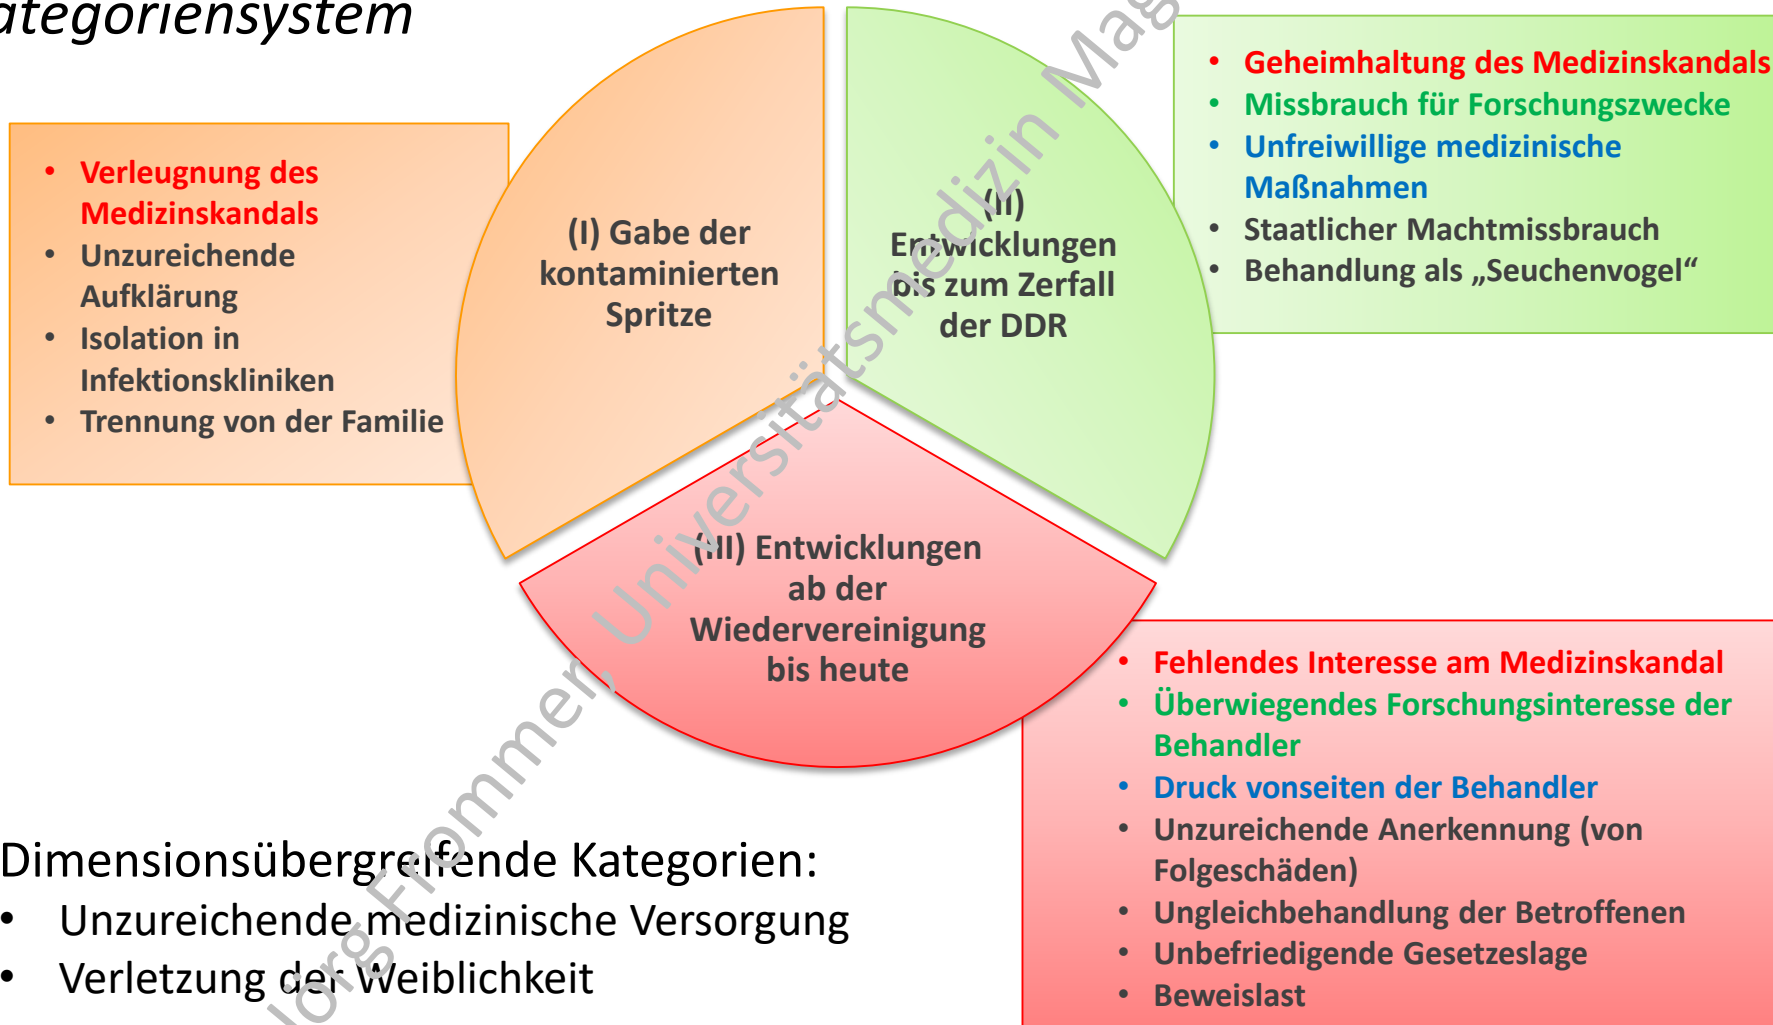 ategoriensystem
• Verleugnung des
Medizinskandals
• Unzureichende
Aufklärung
• Isolation in
Infektionskliniken
• Trennung von der Familie
(I) Gabe der
kontaminierten
Spritze
(II)
Entwicklungen
bis zum Zerfall
der DDR
• Geheimhaltung des Medizinskandals
• Missbrauch für Forschungszwecke
• Unfreiwillige medizinische
Maßnahmen
• Staatlicher Machtmissbrauch
• Behandlung als „Seuchenvogel“
(III) Entwicklungen
ab der
Wiedervereinigung
bis heute
• Fehlendes Interesse am Medizinskandal
• Überwiegendes Forschungsinteresse der
Behandler
• Druck vonseiten der Behandler
• Unzureichende Anerkennung (von
Folgeschäden)
• Ungleichbehandlung der Betroffenen
• Unbefriedigende Gesetzeslage
• Beweislast
Dimensionsübergreifende Kategorien:
• Unzureichende medizinische Versorgung
• Verletzung der Weiblichkeit
Jörg Frommer, Universitätsmedizin Mag